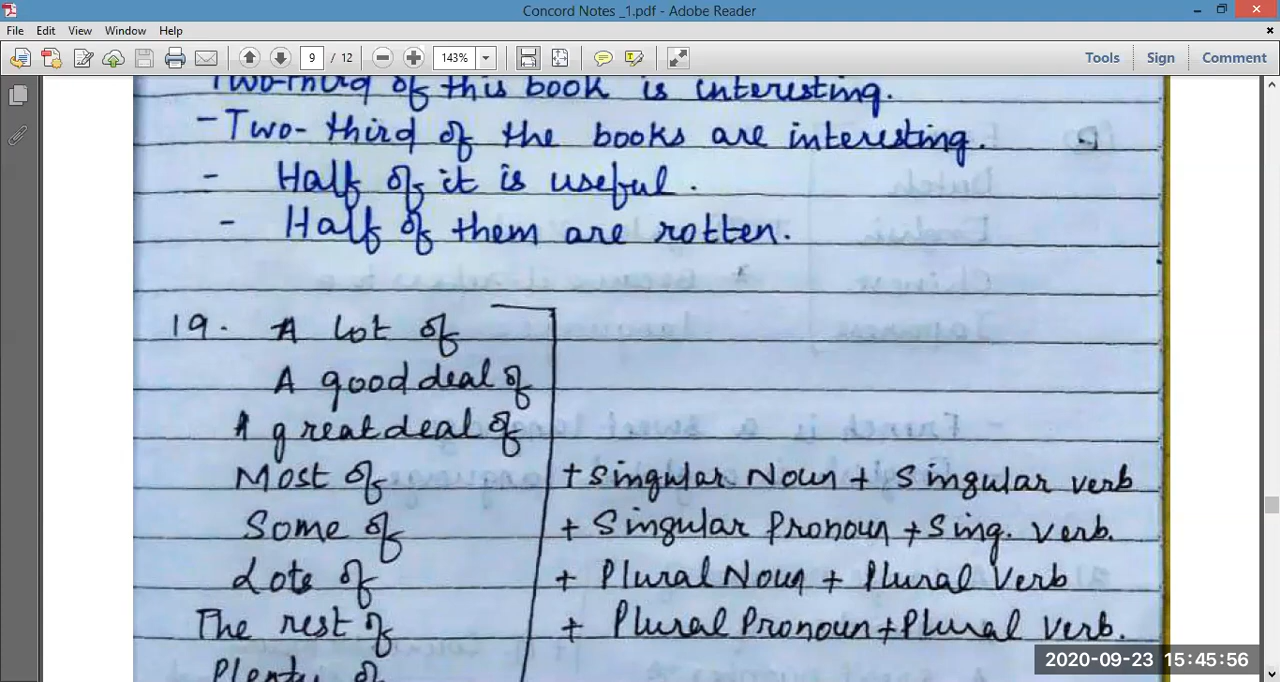 Concord Notes _1.pdf - Adobe Reader
File Edit View Window Help
9 / 12 143% Tools Sign Comment
Two-third of this book is interesting.
- Two-third of the books are interesting.
- Half of it is useful.
- Half of them are rotten.
19. A lot of
A good deal of
A great deal of
Most of + Singular Noun + Singular verb
Some of + Singular Pronoun + Sing. verb.
Lots of + Plural Noun + Plural verb
The rest of + Plural Pronoun + Plural verb.
Plenty of
2020-09-23 15:45:56